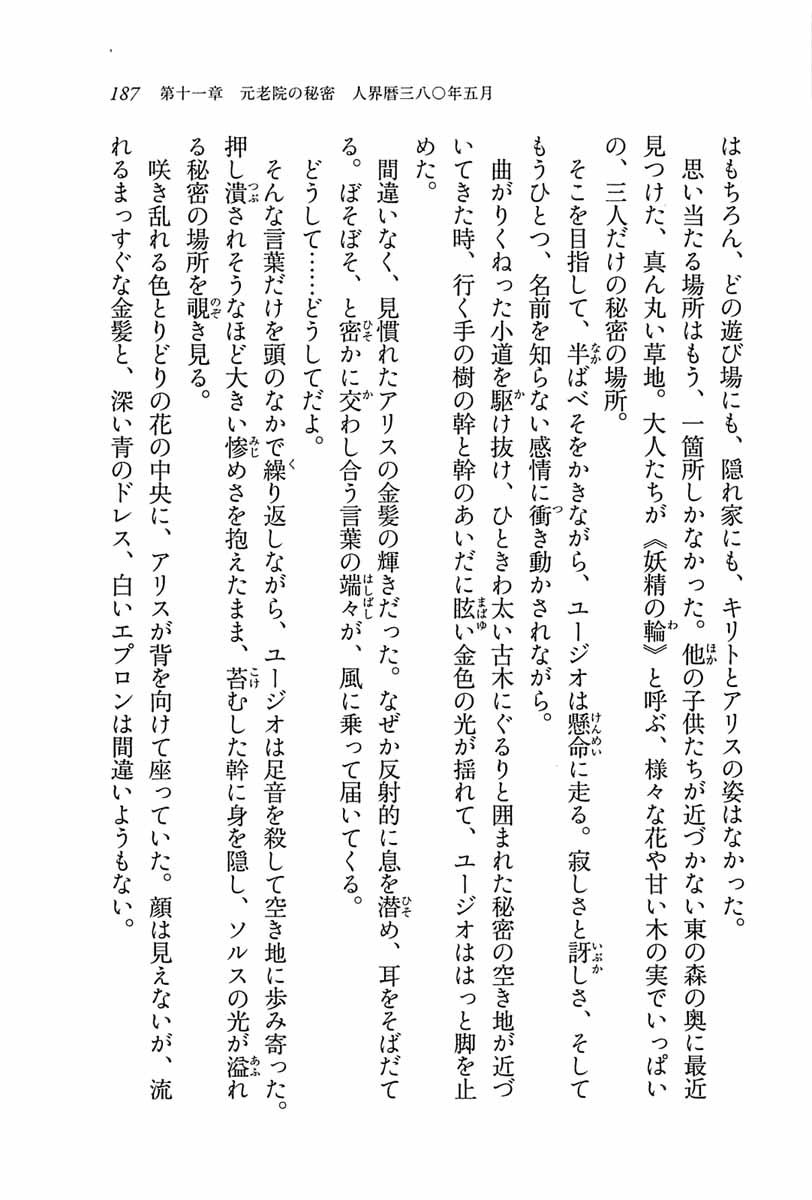 187 第十一章 元老院の秘密 人界暦三八〇年五月
はもちろん、どの遊び場にも、隠れ家にも、キリトとアリスの姿はなかった。
思い当たる場所はもう、一箇所しかなかった。他の子供たちが近づかない東の森の奥に最近
見つけた、真ん丸い草地。大人たちが《妖精の輪》と呼ぶ、様々な花や甘い木の実でいっぱい
の、三人だけの秘密の場所。
そこを目指して、半ばべそをかきながら、ユージオは懸命に走る。寂しさと訝しさ、そして
もうひとつ、名前を知らない感情に衝き動かされながら。
曲がりくねった小道を駆け抜け、ひときわ太い古木にぐるりと囲まれた秘密の空き地が近づ
いてきた時、行く手の樹の幹と幹のあいだに眩い金色の光が揺れて、ユージオははっと脚を止
めた。
間違いなく、見慣れたアリスの金髪の輝きだった。なぜか反射的に息を潜め、耳をそばだて
る。ぼそぼそ、と密かに交わし合う言葉の端々が、風に乗って届いてくる。
どうして……どうしてだよ。
そんな言葉だけを頭のなかで繰り返しながら、ユージオは足音を殺して空き地に歩み寄った。
押し潰されそうなほど大きい惨めさを抱えたまま、苔むした幹に身を隠し、ソルスの光が溢れ
る秘密の場所を覗き見る。
咲き乱れる色とりどりの花の中央に、アリスが背を向けて座っていた。顔は見えないが、流
れるまっすぐな金髪と、深い青のドレス、白いエプロンは間違いようもない。